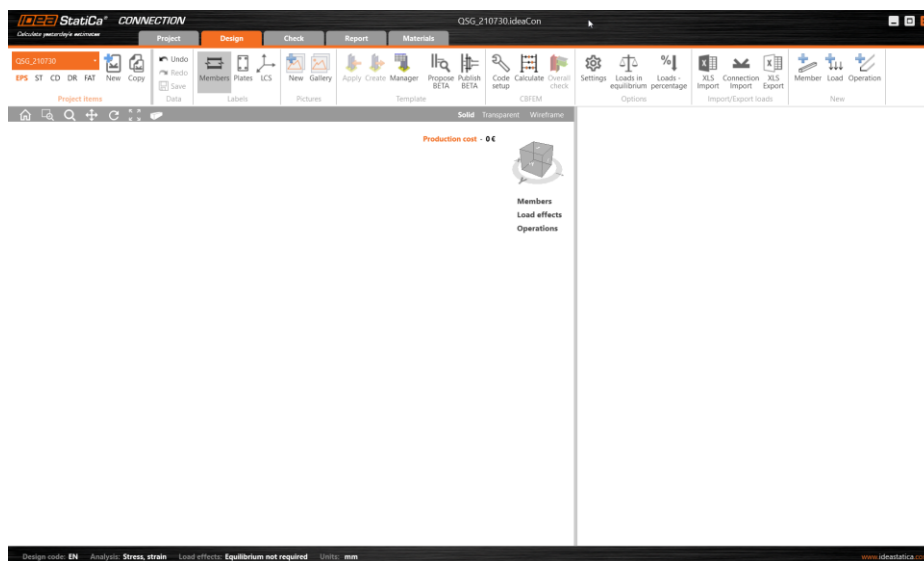 IDEA StatiCa® CONNECTION
QSG_210730.ideaCon
Calculate yesterday's estimates
Project Design Check Report Materials
QSG_210730
EPS ST CD DR FAT
New Copy
Undo
Redo
Save
Members Plates LCS
New Gallery
Apply Create Manager Propose BETA Publish BETA
Code setup Calculate Overall check
Settings Loads in equilibrium Loads - percentage
XLS Import Connection Import XLS Export
Member Load Operation
Project items Data Labels Pictures Template CBFEM Options Import/Export loads New
Solid Transparent Wireframe
Production cost - 0 €
Members
Load effects
Operations
Design code: EN Analysis: Stress, strain Load effects: Equilibrium not required Units: mm
www.ideastatica.co